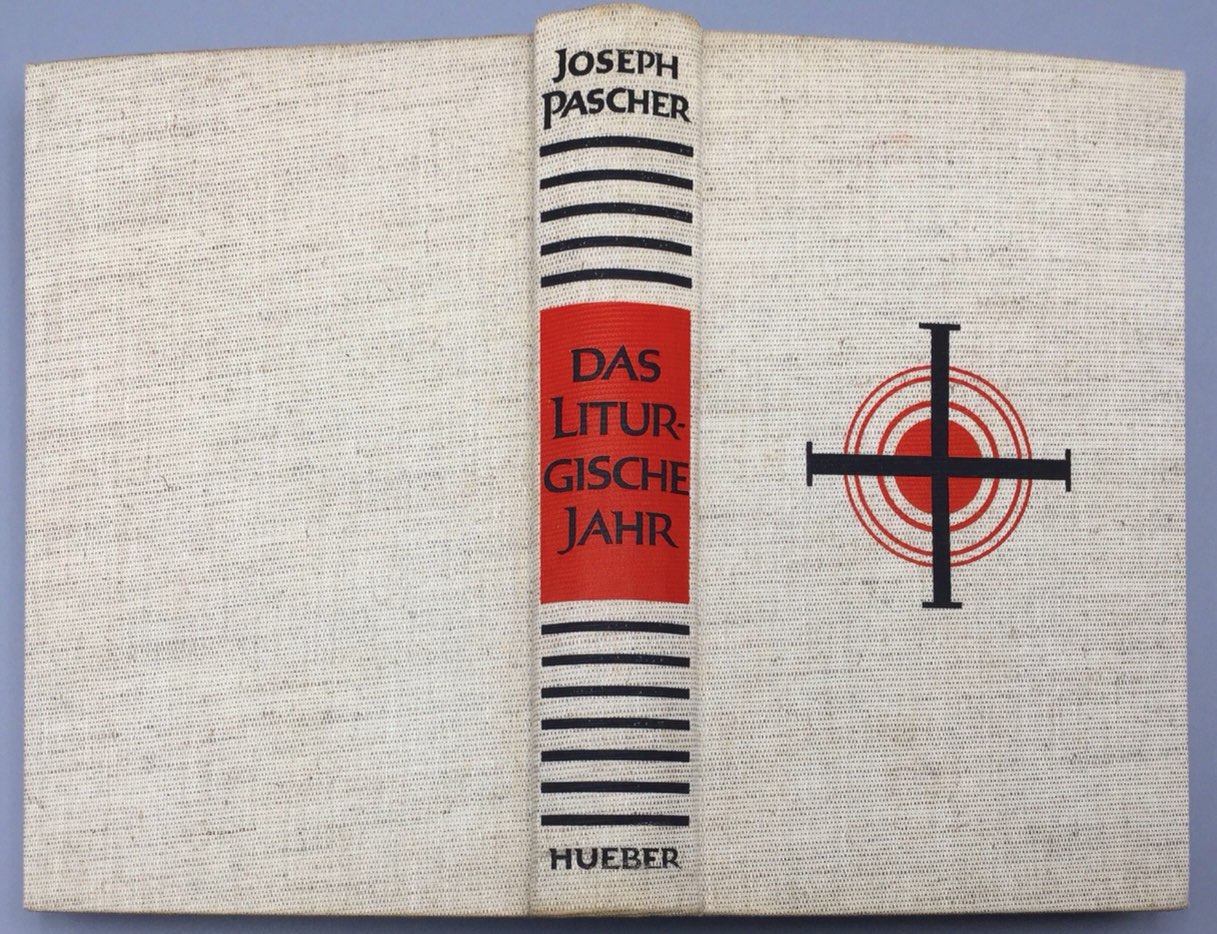 JOSEPH
PASCHER
DAS
LITUR-
GISCHE
JAHR
HUEBER